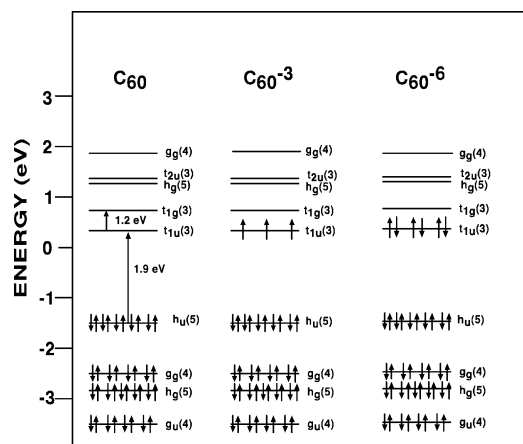 C60 C60-3 C60-6
ENERGY (eV)
3
2
1
0
-1
-2
-3
gg(4)
t2u(3)
hg(5)
t1g(3)
1.2 eV
t1u(3)
1.9 eV
hu(5)
gg(4)
hg(5)
gu(4)
gg(4)
t2u(3)
hg(5)
t1g(3)
t1u(3)
hu(5)
gg(4)
hg(5)
gu(4)
gg(4)
t2u(3)
hg(5)
t1g(3)
t1u(3)
hu(5)
gg(4)
hg(5)
gu(4)